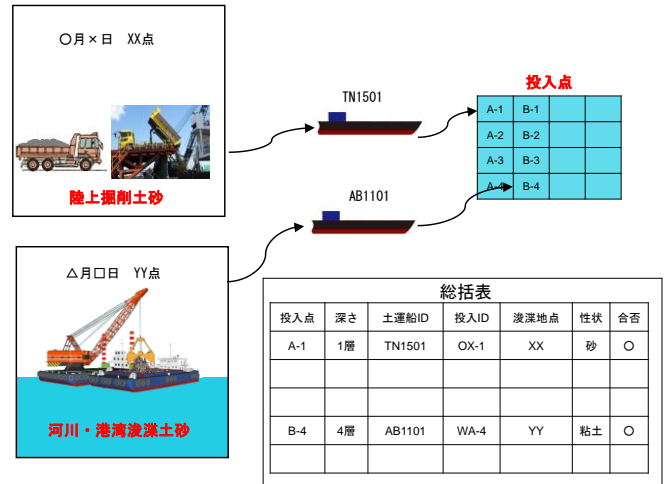 ○月×日 XX点
陸上掘削土砂
TN1501
AB1101
投入点
A-1 B-1
A-2 B-2
A-3 B-3
A-4 B-4
△月□日 YY点
河川・港湾浚渫土砂
総括表
投入点 深さ 土運船ID 投入ID 浚渫地点 性状 合否
A-1 1層 TN1501 OX-1 XX 砂 ○
B-4 4層 AB1101 WA-4 YY 粘土 ○